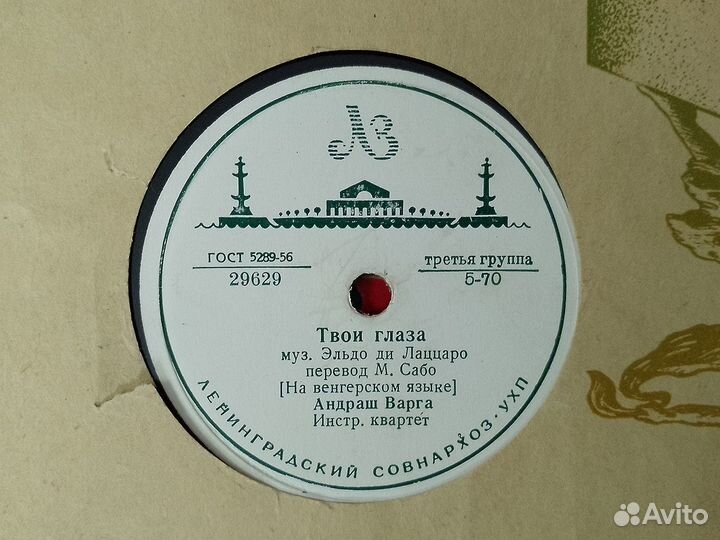 ЛЗ
ГОСТ 5289-56
29629
третья группа
5-70
Твои глаза
муз. Эльдо ди Лаццаро
перевод М. Сабо
[На венгерском языке]
Андраш Варга
Инстр. квартет
ЛЕНИНГРАДСКИЙ СОВНАРХОЗ·УХП
Avito